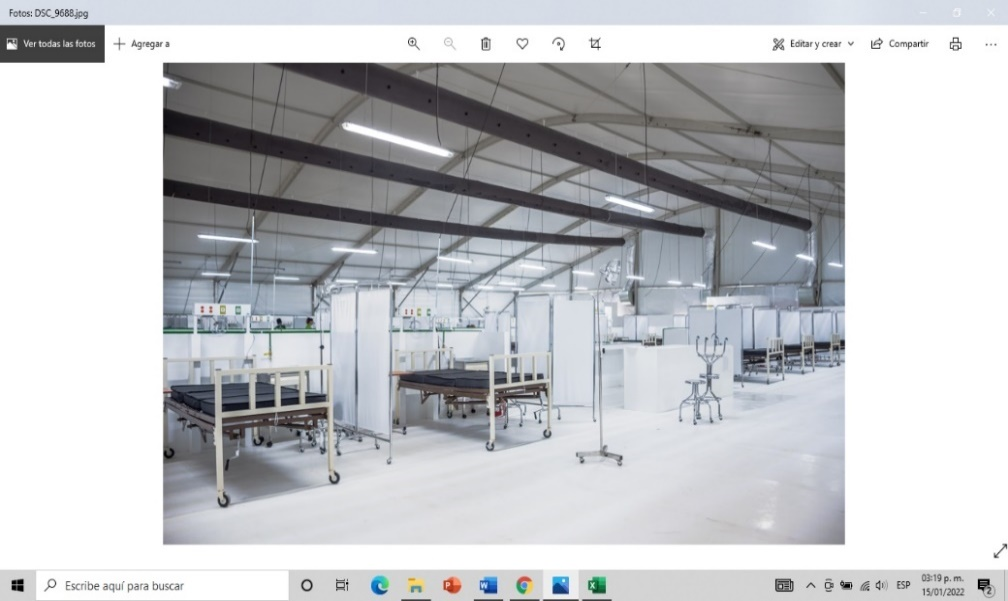 Fotos: DSC_9688.jpg
Ver todas las fotos
Agregar a
Editar y crear
Compartir
Escribe aquí para buscar
ESP
03:19 p. m.
15/01/2022
2